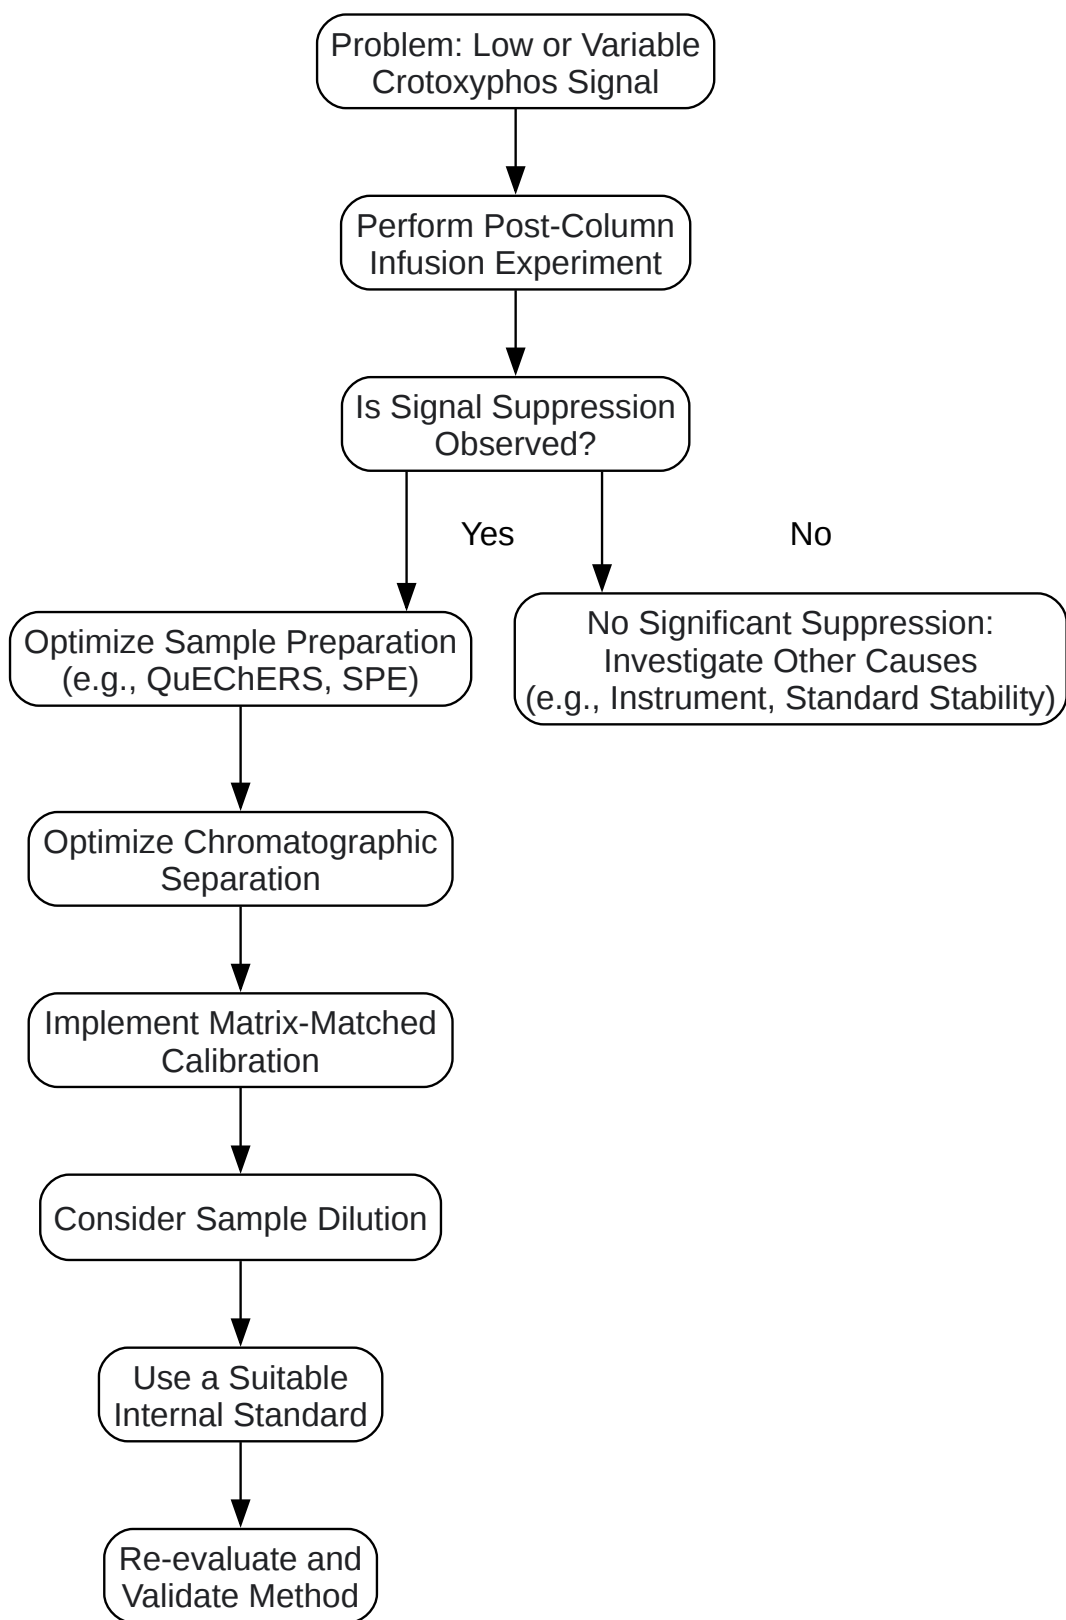 Problem: Low or Variable
Crotoxyphos Signal
Perform Post-Column
Infusion Experiment
Is Signal Suppression
Observed?
Yes
No
Optimize Sample Preparation
(e.g., QuEChERS, SPE)
No Significant Suppression:
Investigate Other Causes
(e.g., Instrument, Standard Stability)
Optimize Chromatographic
Separation
Implement Matrix-Matched
Calibration
Consider Sample Dilution
Use a Suitable
Internal Standard
Re-evaluate and
Validate Method